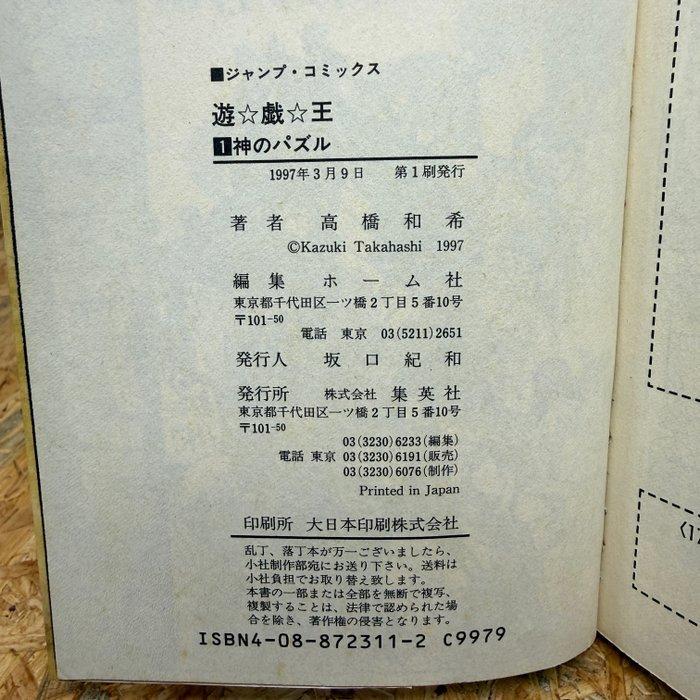 ■ジャンプ・コミックス
遊☆戯☆王
1神のパズル
1997年3月9日　第1刷発行
著者　高橋和希
©Kazuki Takahashi 1997
編集　ホーム社
東京都千代田区一ツ橋2丁目5番10号
〒101-50
電話 東京 03(5211)2651
発行人　坂口紀和
発行所　株式会社 集英社
東京都千代田区一ツ橋2丁目5番10号
〒101-50
03(3230)6233(編集)
電話 東京 03(3230)6191(販売)
03(3230)6076(制作)
Printed in Japan
印刷所　大日本印刷株式会社
乱丁、落丁本が万一ございましたら、
小社制作部宛にお送り下さい。送料は
小社負担でお取り替え致します。
本書の一部または全部を無断で複写、
複製することは、法律で認められた場
合を除き、著作権の侵害となります。
ISBN4-08-872311-2 C9979